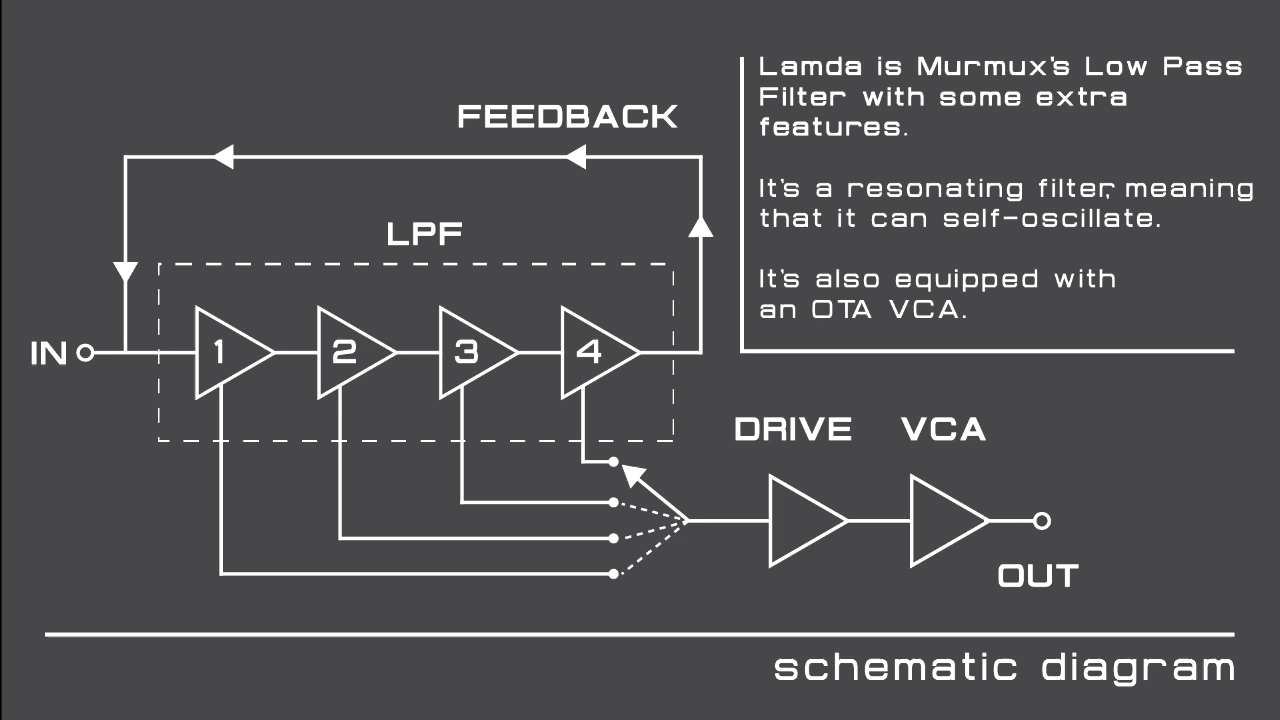 Lamda is Murmux's Low Pass
Filter with some extra
features.
It's a resonating filter, meaning
that it can self-oscillate.
It's also equipped with
an OTA VCA.
FEEDBACK
LPF
IN
1
2
3
4
DRIVE
VCA
OUT
schematic diagram